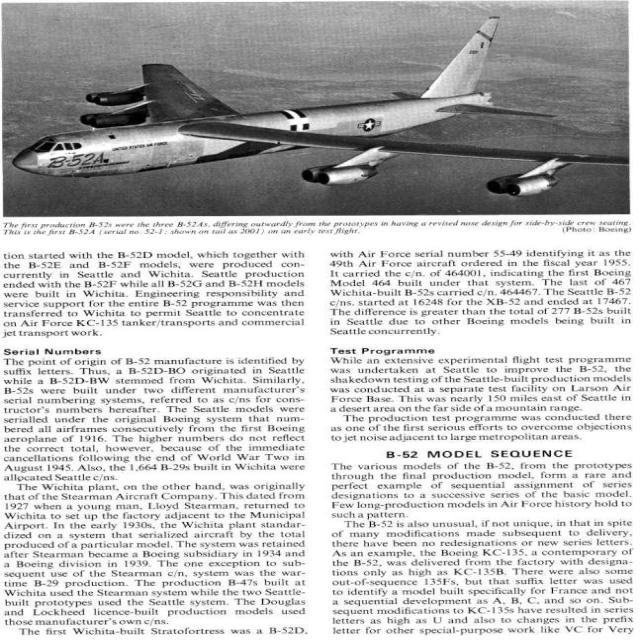 UNITED STATES AIR FORCE
B-52A
The first production B-52s were the three B-52As, differing outwardly from the prototypes in having a revised nose design for side-by-side crew seating.
This is the first B-52A (serial no. 52-1; shown on tail as 2001) on an early test flight. (Photo: Boeing)
tion started with the B-52D model, which together with
the B-52E and B-52F models, were produced con-
currently in Seattle and Wichita. Seattle production
ended with the B-52F while all B-52G and B-52H models
were built in Wichita. Engineering responsibility and
service support for the entire B-52 programme was then
transferred to Wichita to permit Seattle to concentrate
on Air Force KC-135 tanker/transports and commercial
jet transport work.
Serial Numbers
The point of origin of B-52 manufacture is identified by
suffix letters. Thus, a B-52D-BO originated in Seattle
while a B-52D-BW stemmed from Wichita. Similarly,
B-52s were built under two different manufacturer's
serial numbering systems, referred to as c/ns for cons-
tructor's numbers hereafter. The Seattle models were
serialled under the original Boeing system that num-
bered all airframes consecutively from the first Boeing
aeroplane of 1916. The higher numbers do not reflect
the correct total, however, because of the immediate
cancellations following the end of World War Two in
August 1945. Also, the 1,664 B-29s built in Wichita were
allocated Seattle c/ns.
The Wichita plant, on the other hand, was originally
that of the Stearman Aircraft Company. This dated from
1927 when a young man, Lloyd Stearman, returned to
Wichita to set up the factory adjacent to the Municipal
Airport. In the early 1930s, the Wichita plant standar-
dized on a system that serialized aircraft by the total
produced of a particular model. The system was retained
after Stearman became a Boeing subsidiary in 1934 and
a Boeing division in 1939. The one exception to sub-
sequent use of the Stearman c/n, system was the war-
time B-29 production. The production B-47s built at
Wichita used the Stearman system while the two Seattle-
built prototypes used the Seattle system. The Douglas
and Lockheed licence-built production models used
those manufacturer's own c/ns.
The first Wichita-built Stratofortress was a B-52D,
with Air Force serial number 55-49 identifying it as the
49th Air Force aircraft ordered in the fiscal year 1955.
It carried the c/n. of 464001, indicating the first Boeing
Model 464 built under that system. The last of 467
Wichita-built B-52s carried c/n. 464467. The Seattle B-52
c/ns. started at 16248 for the XB-52 and ended at 17467.
The difference is greater than the total of 277 B-52s built
in Seattle due to other Boeing models being built in
Seattle concurrently.
Test Programme
While an extensive experimental flight test programme
was undertaken at Seattle to improve the B-52, the
shakedown testing of the Seattle-built production models
was conducted at a separate test facility on Larson Air
Force Base. This was nearly 150 miles east of Seattle in
a desert area on the far side of a mountain range.
The production test programme was conducted there
as one of the first serious efforts to overcome objections
to jet noise adjacent to large metropolitan areas.
B-52 MODEL SEQUENCE
The various models of the B-52, from the prototypes
through the final production model, form a rare and
perfect example of sequential assignment of series
designations to a successive series of the basic model.
Few long-production models in Air Force history hold to
such a pattern.
The B-52 is also unusual, if not unique, in that in spite
of many modifications made subsequent to delivery,
there have been no redesignations or new series letters.
As an example, the Boeing KC-135, a contemporary of
the B-52, was delivered from the factory with designa-
tions only as high as KC-135B. There were also some
out-of-sequence 135Fs, but that suffix letter was used
to identify a model built specifically for France and not
a sequential development as A, B, C, and so on. Sub-
sequent modifications to KC-135s have resulted in series
letters as high as U and also to changes in the prefix
letter for other special-purpose work like VC for Very